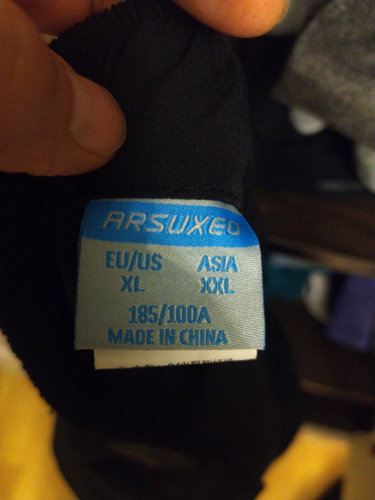 ARSUXEO
EU/US ASIA
XL XXL
185/100A
MADE IN CHINA